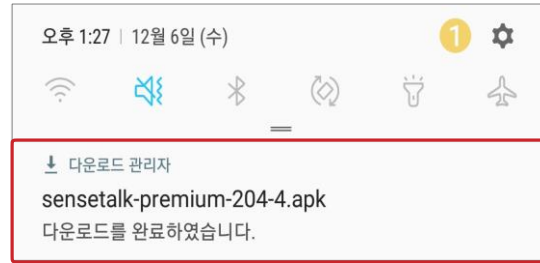 오후 1:27 | 12월 6일 (수)
1
다운로드 관리자
sensetalk-premium-204-4.apk
다운로드를 완료하였습니다.